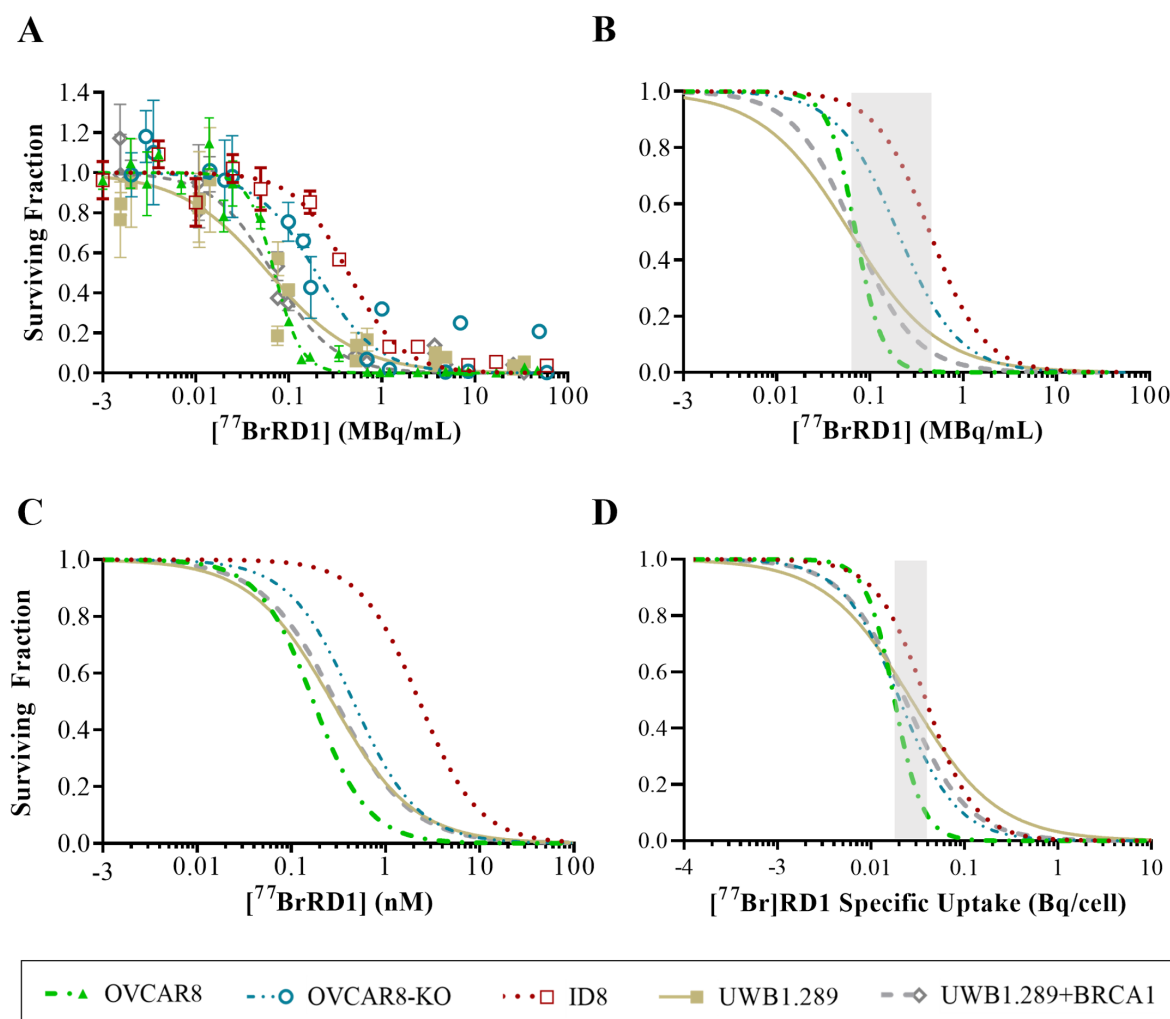 A
Surviving Fraction
1.4
1.2
1.0
0.8
0.6
0.4
0.2
0.0
-3 0.01 0.1 1 10 100
[⁷⁷BrRD1] (MBq/mL)
B
1.0
0.8
0.6
0.4
0.2
0.0
-3 0.01 0.1 1 10 100
[⁷⁷BrRD1] (MBq/mL)
C
Surviving Fraction
1.0
0.8
0.6
0.4
0.2
0.0
-3 0.01 0.1 1 10 100
[⁷⁷BrRD1] (nM)
D
1.0
0.8
0.6
0.4
0.2
0.0
-4 -3 0.01 0.1 1 10
[⁷⁷Br]RD1 Specific Uptake (Bq/cell)
OVCAR8 OVCAR8-KO ID8 UWB1.289 UWB1.289+BRCA1